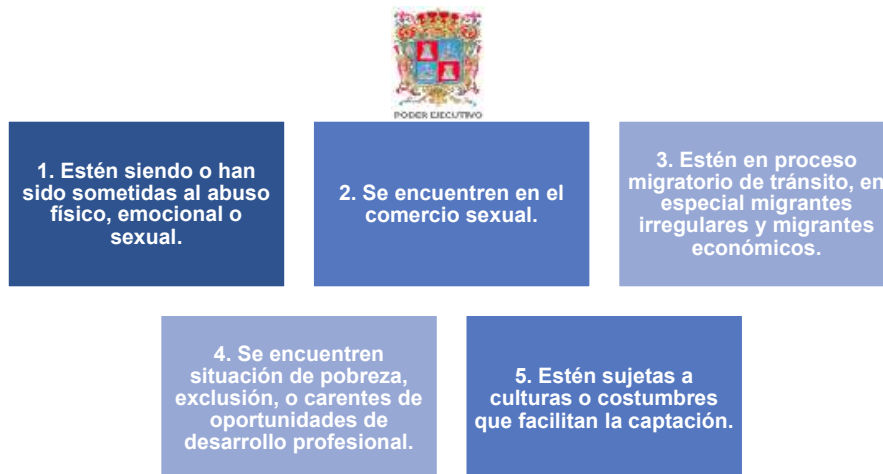 PODER EJECUTIVO
1. Estén siendo o han
sido sometidas al abuso
físico, emocional o
sexual.
2. Se encuentren en el
comercio sexual.
3. Estén en proceso
migratorio de tránsito, en
especial migrantes
irregulares y migrantes
económicos.
4. Se encuentren
situación de pobreza,
exclusión, o carentes de
oportunidades de
desarrollo profesional.
5. Estén sujetas a
culturas o costumbres
que facilitan la captación.